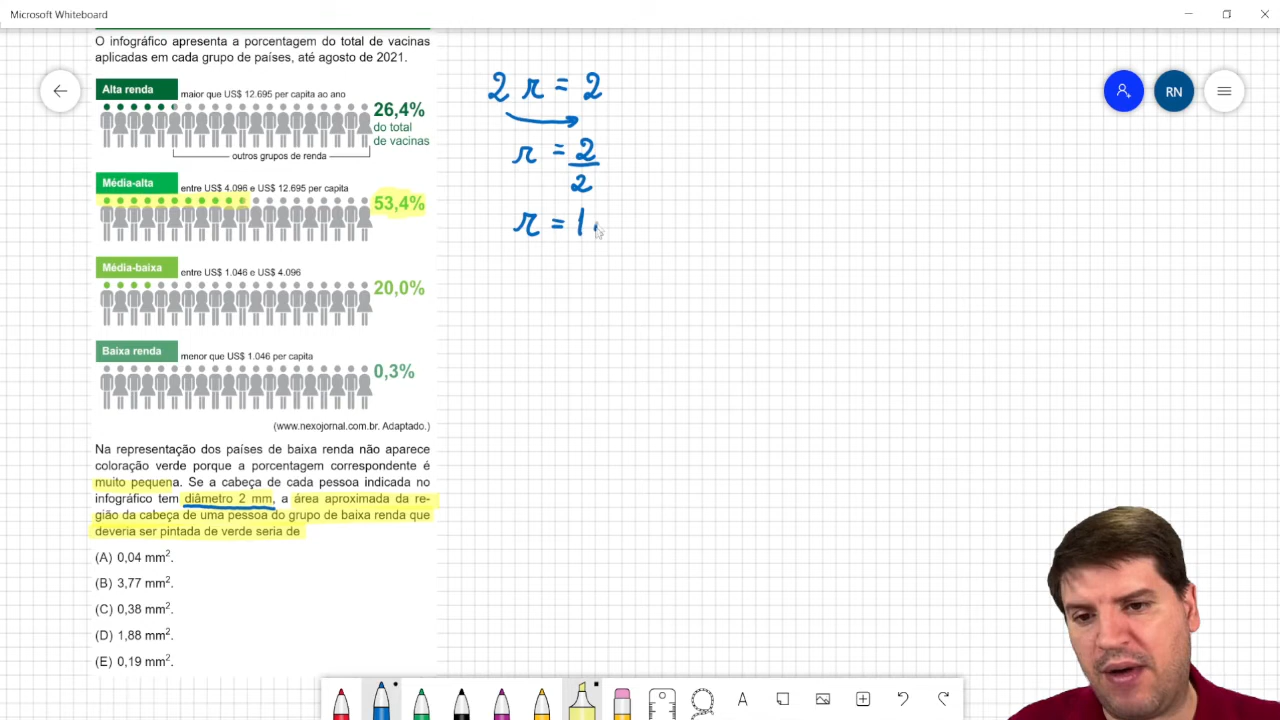 Microsoft Whiteboard
O infográfico apresenta a porcentagem do total de vacinas
aplicadas em cada grupo de países, até agosto de 2021.
Alta renda maior que US$ 12.695 per capita ao ano
26,4%
do total
de vacinas
outros grupos de renda
Média-alta entre US$ 4.096 e US$ 12.695 per capita
53,4%
Média-baixa entre US$ 1.046 e US$ 4.096
20,0%
Baixa renda menor que US$ 1.046 per capita
0,3%
(www.nexojornal.com.br. Adaptado.)
Na representação dos países de baixa renda não aparece
coloração verde porque a porcentagem correspondente é
muito pequena. Se a cabeça de cada pessoa indicada no
infográfico tem diâmetro 2 mm, a área aproximada da re-
gião da cabeça de uma pessoa do grupo de baixa renda que
deveria ser pintada de verde seria de
(A) 0,04 mm².
(B) 3,77 mm².
(C) 0,38 mm².
(D) 1,88 mm².
(E) 0,19 mm².
2 r = 2
r = 2
2
r = 1
RN
A